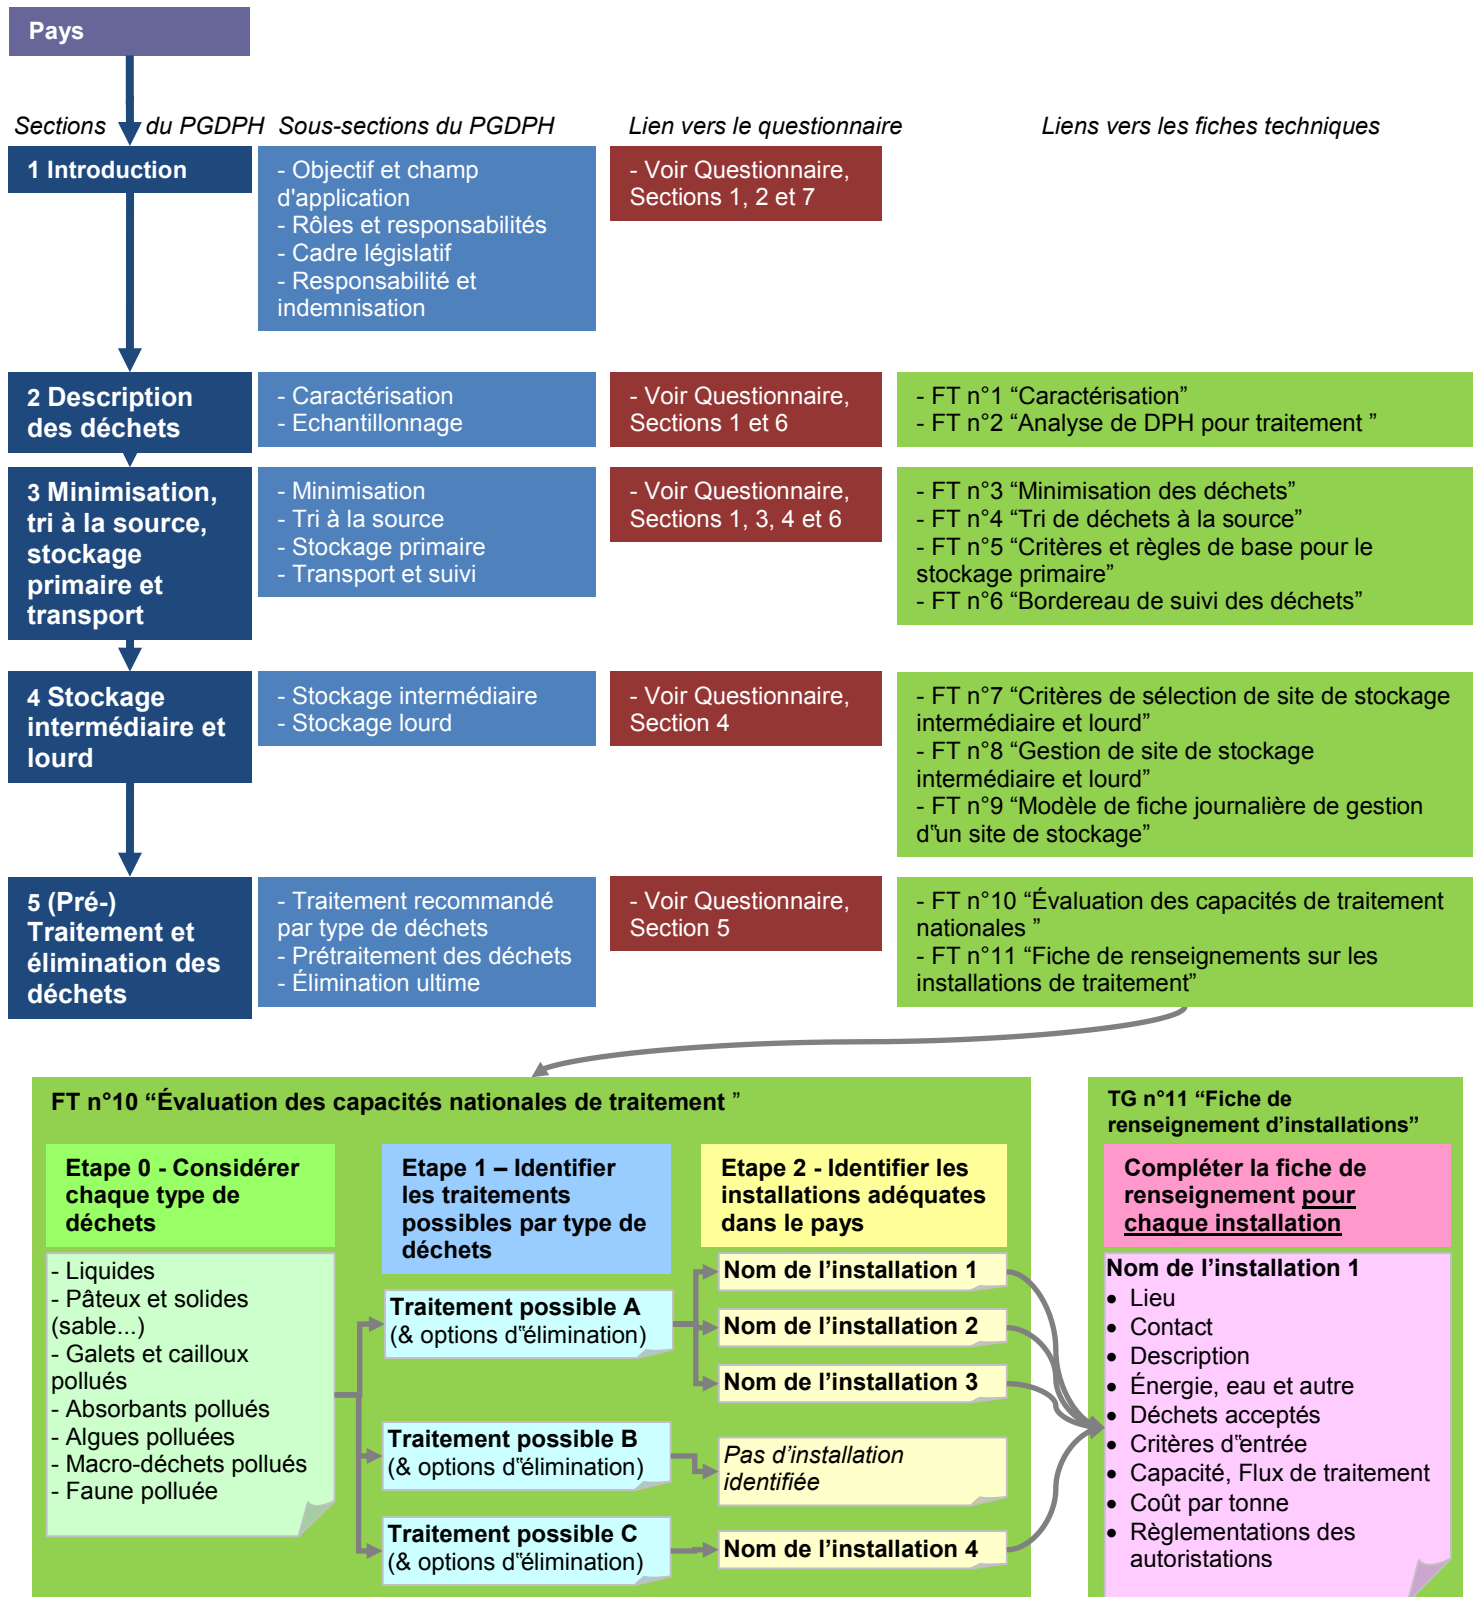 Pays
Sections du PGDPH
Sous-sections du PGDPH
Lien vers le questionnaire
Liens vers les fiches techniques
1 Introduction
- Objectif et champ
d'application
- Rôles et responsabilités
- Cadre législatif
- Responsabilité et
indemnisation
- Voir Questionnaire,
Sections 1, 2 et 7
2 Description
des déchets
- Caractérisation
- Echantillonnage
- Voir Questionnaire,
Sections 1 et 6
- FT n°1 “Caractérisation”
- FT n°2 “Analyse de DPH pour traitement ”
3 Minimisation,
tri à la source,
stockage
primaire et
transport
- Minimisation
- Tri à la source
- Stockage primaire
- Transport et suivi
- Voir Questionnaire,
Sections 1, 3, 4 et 6
- FT n°3 “Minimisation des déchets”
- FT n°4 “Tri de déchets à la source”
- FT n°5 “Critères et règles de base pour le
stockage primaire”
- FT n°6 “Bordereau de suivi des déchets”
4 Stockage
intermédiaire et
lourd
- Stockage intermédiaire
- Stockage lourd
- Voir Questionnaire,
Section 4
- FT n°7 “Critères de sélection de site de stockage
intermédiaire et lourd”
- FT n°8 “Gestion de site de stockage
intermédiaire et lourd”
- FT n°9 “Modèle de fiche journalière de gestion
d‟un site de stockage”
5 (Pré-)
Traitement et
élimination des
déchets
- Traitement recommandé
par type de déchets
- Prétraitement des déchets
- Élimination ultime
- Voir Questionnaire,
Section 5
- FT n°10 “Évaluation des capacités de traitement
nationales ”
- FT n°11 “Fiche de renseignements sur les
installations de traitement”
FT n°10 “Évaluation des capacités nationales de traitement ”
Etape 0 - Considérer
chaque type de
déchets
- Liquides
- Pâteux et solides
(sable...)
- Galets et cailloux
pollués
- Absorbants pollués
- Algues polluées
- Macro-déchets pollués
- Faune polluée
Etape 1 – Identifier
les traitements
possibles par type de
déchets
Traitement possible A
(& options d‟élimination)
Traitement possible B
(& options d‟élimination)
Traitement possible C
(& options d‟élimination)
Etape 2 - Identifier les
installations adéquates
dans le pays
Nom de l’installation 1
Nom de l’installation 2
Nom de l’installation 3
Pas d’installation
identifiée
Nom de l’installation 4
TG n°11 “Fiche de
renseignement d’installations”
Compléter la fiche de
renseignement pour
chaque installation
Nom de l’installation 1
• Lieu
• Contact
• Description
• Énergie, eau et autre
• Déchets acceptés
• Critères d‟entrée
• Capacité, Flux de traitement
• Coût par tonne
• Règlementations des
autoristations